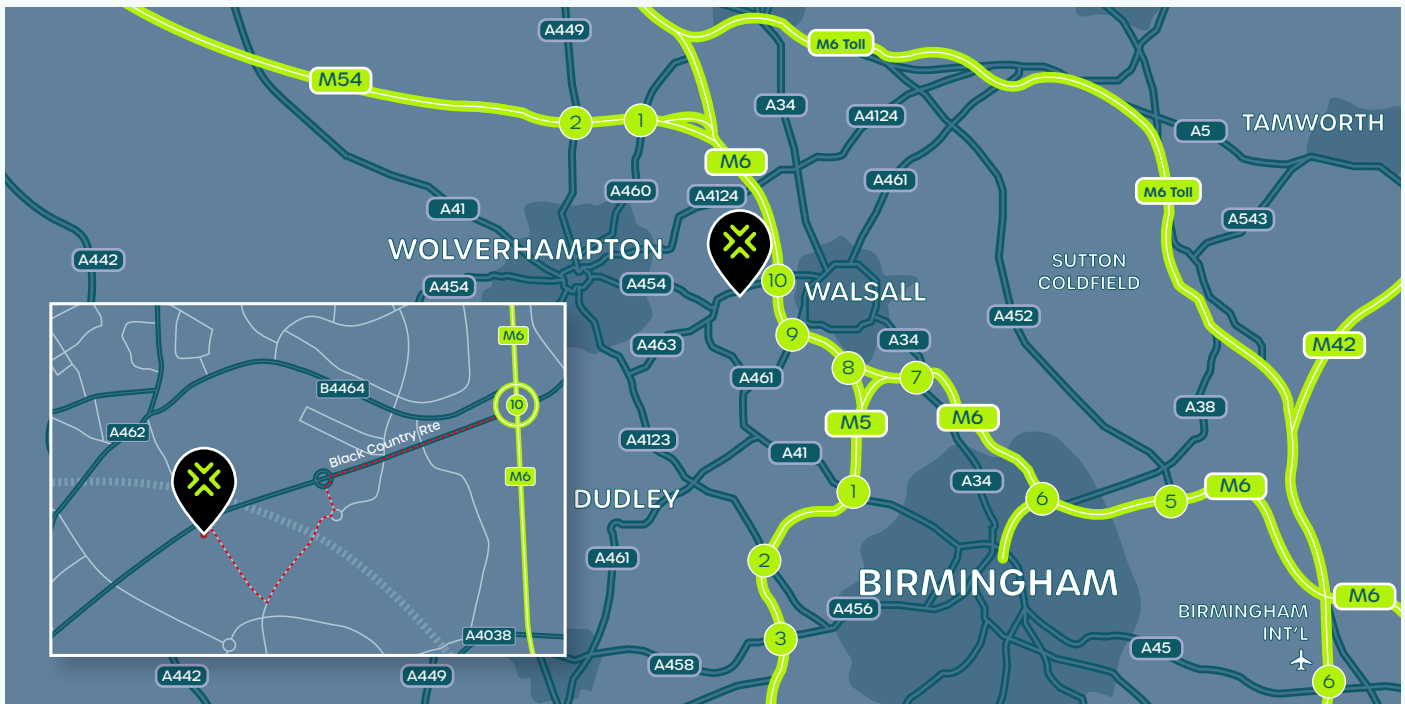 A449
M6 Toll
M54
A34
A4124
2
1
A5
TAMWORTH
M6
A461
M6 Toll
A460
A4124
A41
A543
WOLVERHAMPTON
A442
SUTTON
COLDFIELD
A454
A454
10
WALSALL
A452
9
A34
A463
M42
8
7
A461
A38
M5
M6
A4123
A41
A34
M6
DUDLEY
1
6
5
A461
2
BIRMINGHAM
M6
A456
BIRMINGHAM
INT'L
3
A45
A458
A442
A449
6
M6
B4464
10
A462
Black Country Rte
M6
A4038